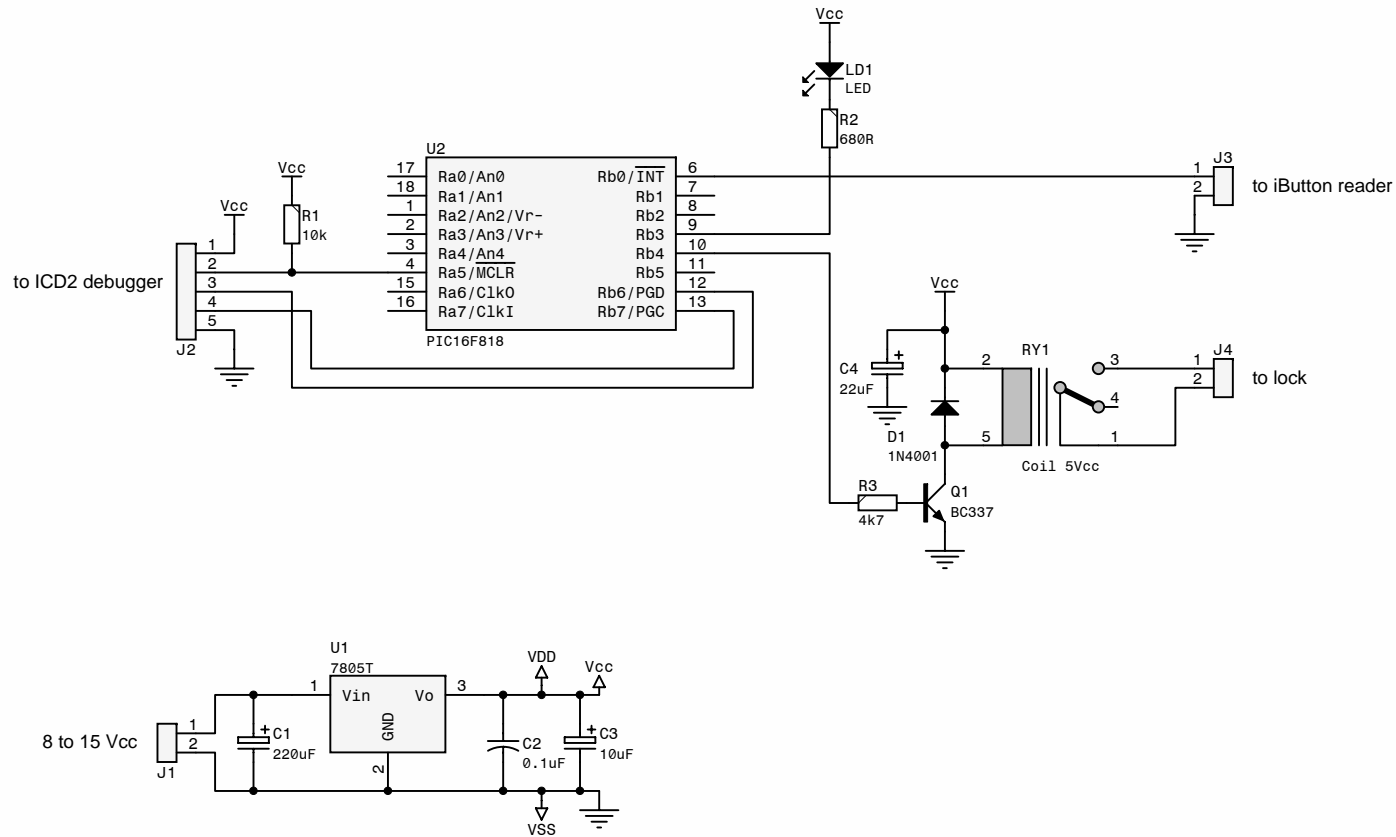 Vcc
LD1
LED
R2
680R
U2
17 Ra0/An0 Rb0/INT 6
18 Ra1/An1 Rb1 7
1 Ra2/An2/Vr- Rb2 8
2 Ra3/An3/Vr+ Rb3 9
3 Ra4/An4 Rb4 10
4 Ra5/MCLR Rb5 11
15 Ra6/ClkO Rb6/PGD 12
16 Ra7/ClkI Rb7/PGC 13
PIC16F818
J3
1
2
to iButton reader
Vcc
R1
10k
Vcc
1
2
3
4
5
J2
to ICD2 debugger
Vcc
C4
+
22uF
D1
1N4001
2
5
RY1
Coil 5Vcc
3
4
1
J4
1
2
to lock
R3
4k7
Q1
BC337
U1
7805T
1 Vin Vo 3
GND
2
VDD
Vcc
8 to 15 Vcc
1
2
J1
+
C1
220uF
C2
0.1uF
+
C3
10uF
VSS